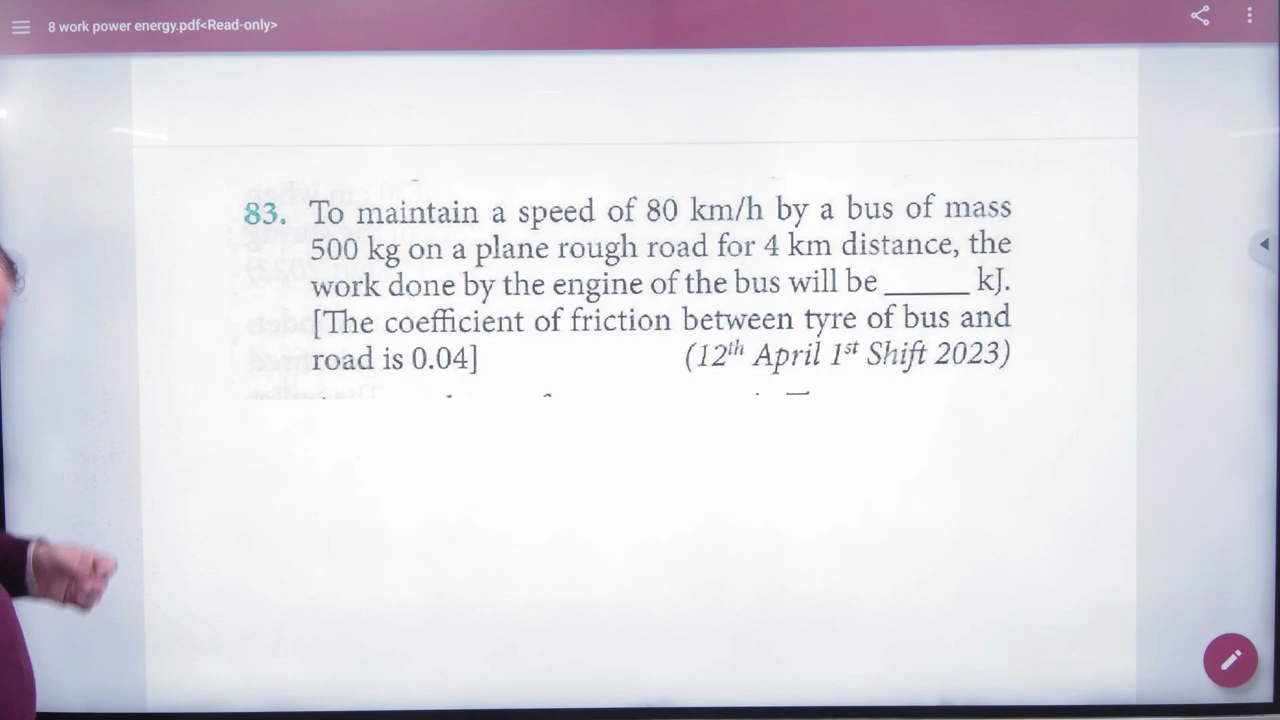 8 work power energy.pdf<Read-only>
83. To maintain a speed of 80 km/h by a bus of mass
500 kg on a plane rough road for 4 km distance, the
work done by the engine of the bus will be ______ kJ.
[The coefficient of friction between tyre of bus and
road is 0.04] (12th April 1st Shift 2023)